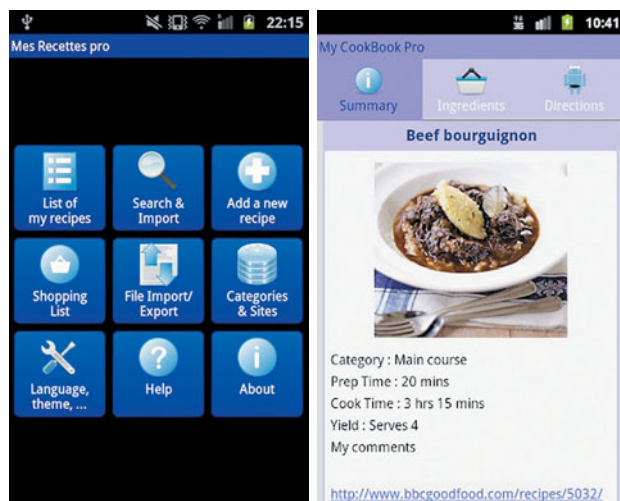 22:15
Mes Recettes pro
List of
my recipes
Search &
Import
Add a new
recipe
Shopping
List
File Import/
Export
Categories
& Sites
Language,
theme, ...
Help
About
10:41
My CookBook Pro
Summary
Ingredients
Directions
Beef bourguignon
Category : Main course
Prep Time : 20 mins
Cook Time : 3 hrs 15 mins
Yield : Serves 4
My comments
http://www.bbcgoodfood.com/recipes/5032/